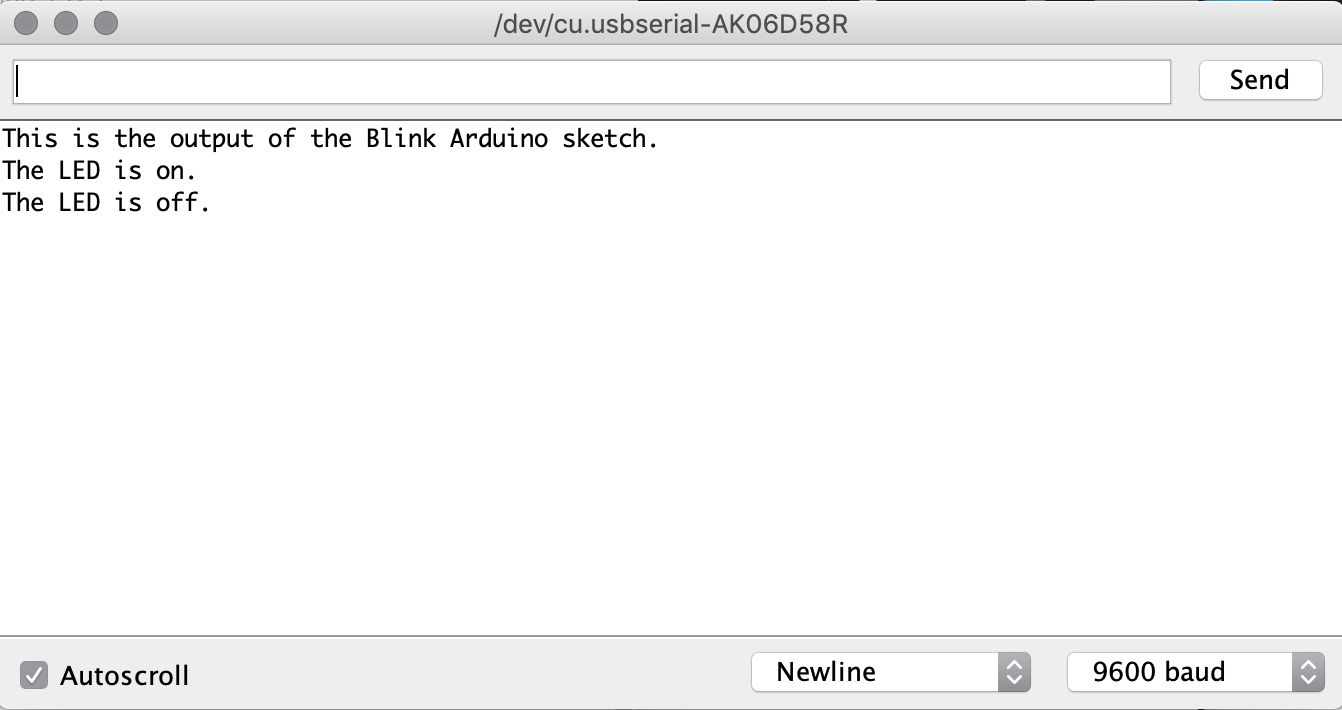 /dev/cu.usbserial-AK06D58R
Send
This is the output of the Blink Arduino sketch.
The LED is on.
The LED is off.
Autoscroll
Newline
9600 baud